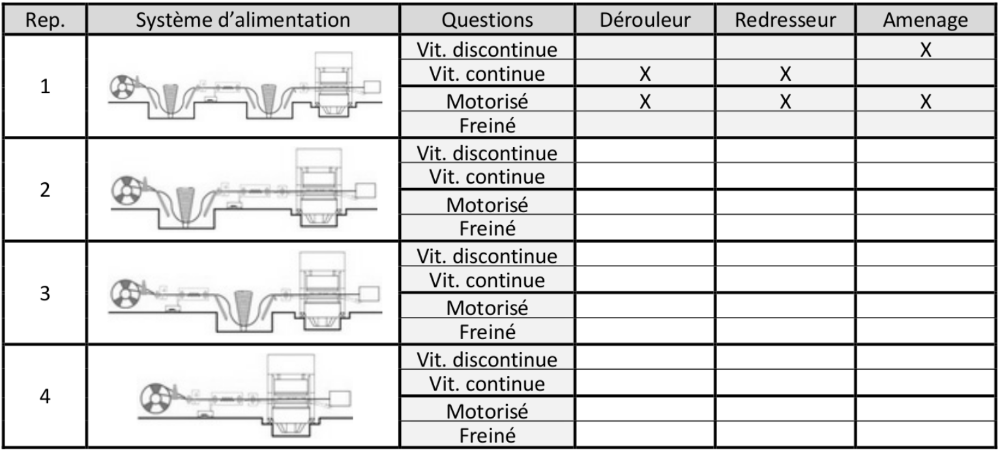 Rep. Système d’alimentation Questions Dérouleur Redresseur Amenage
1 Vit. discontinue X
Vit. continue X X
Motorisé X X X
Freiné
2 Vit. discontinue
Vit. continue
Motorisé
Freiné
3 Vit. discontinue
Vit. continue
Motorisé
Freiné
4 Vit. discontinue
Vit. continue
Motorisé
Freiné